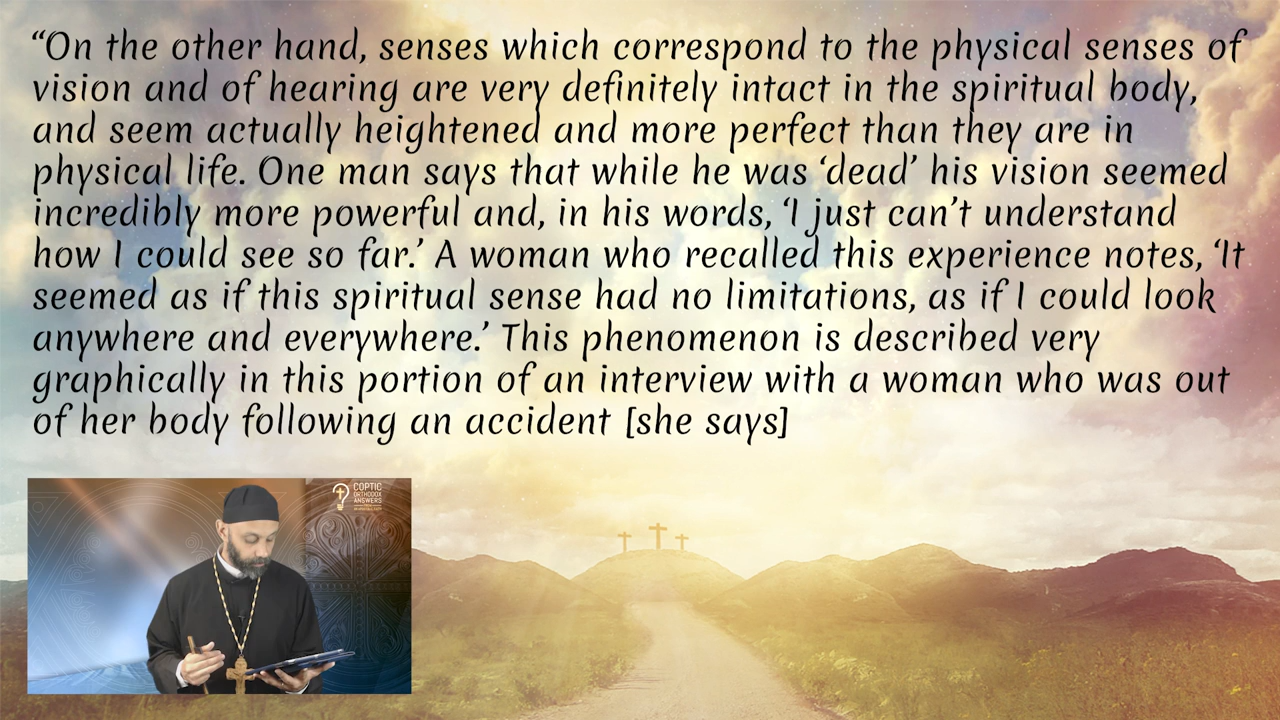 “On the other hand, senses which correspond to the physical senses of
vision and of hearing are very definitely intact in the spiritual body,
and seem actually heightened and more perfect than they are in
physical life. One man says that while he was ‘dead’ his vision seemed
incredibly more powerful and, in his words, ‘I just can’t understand
how I could see so far.’ A woman who recalled this experience notes, ‘It
seemed as if this spiritual sense had no limitations, as if I could look
anywhere and everywhere.’ This phenomenon is described very
graphically in this portion of an interview with a woman who was out
of her body following an accident [she says]
COPTIC
ORTHODOX
ANSWERS